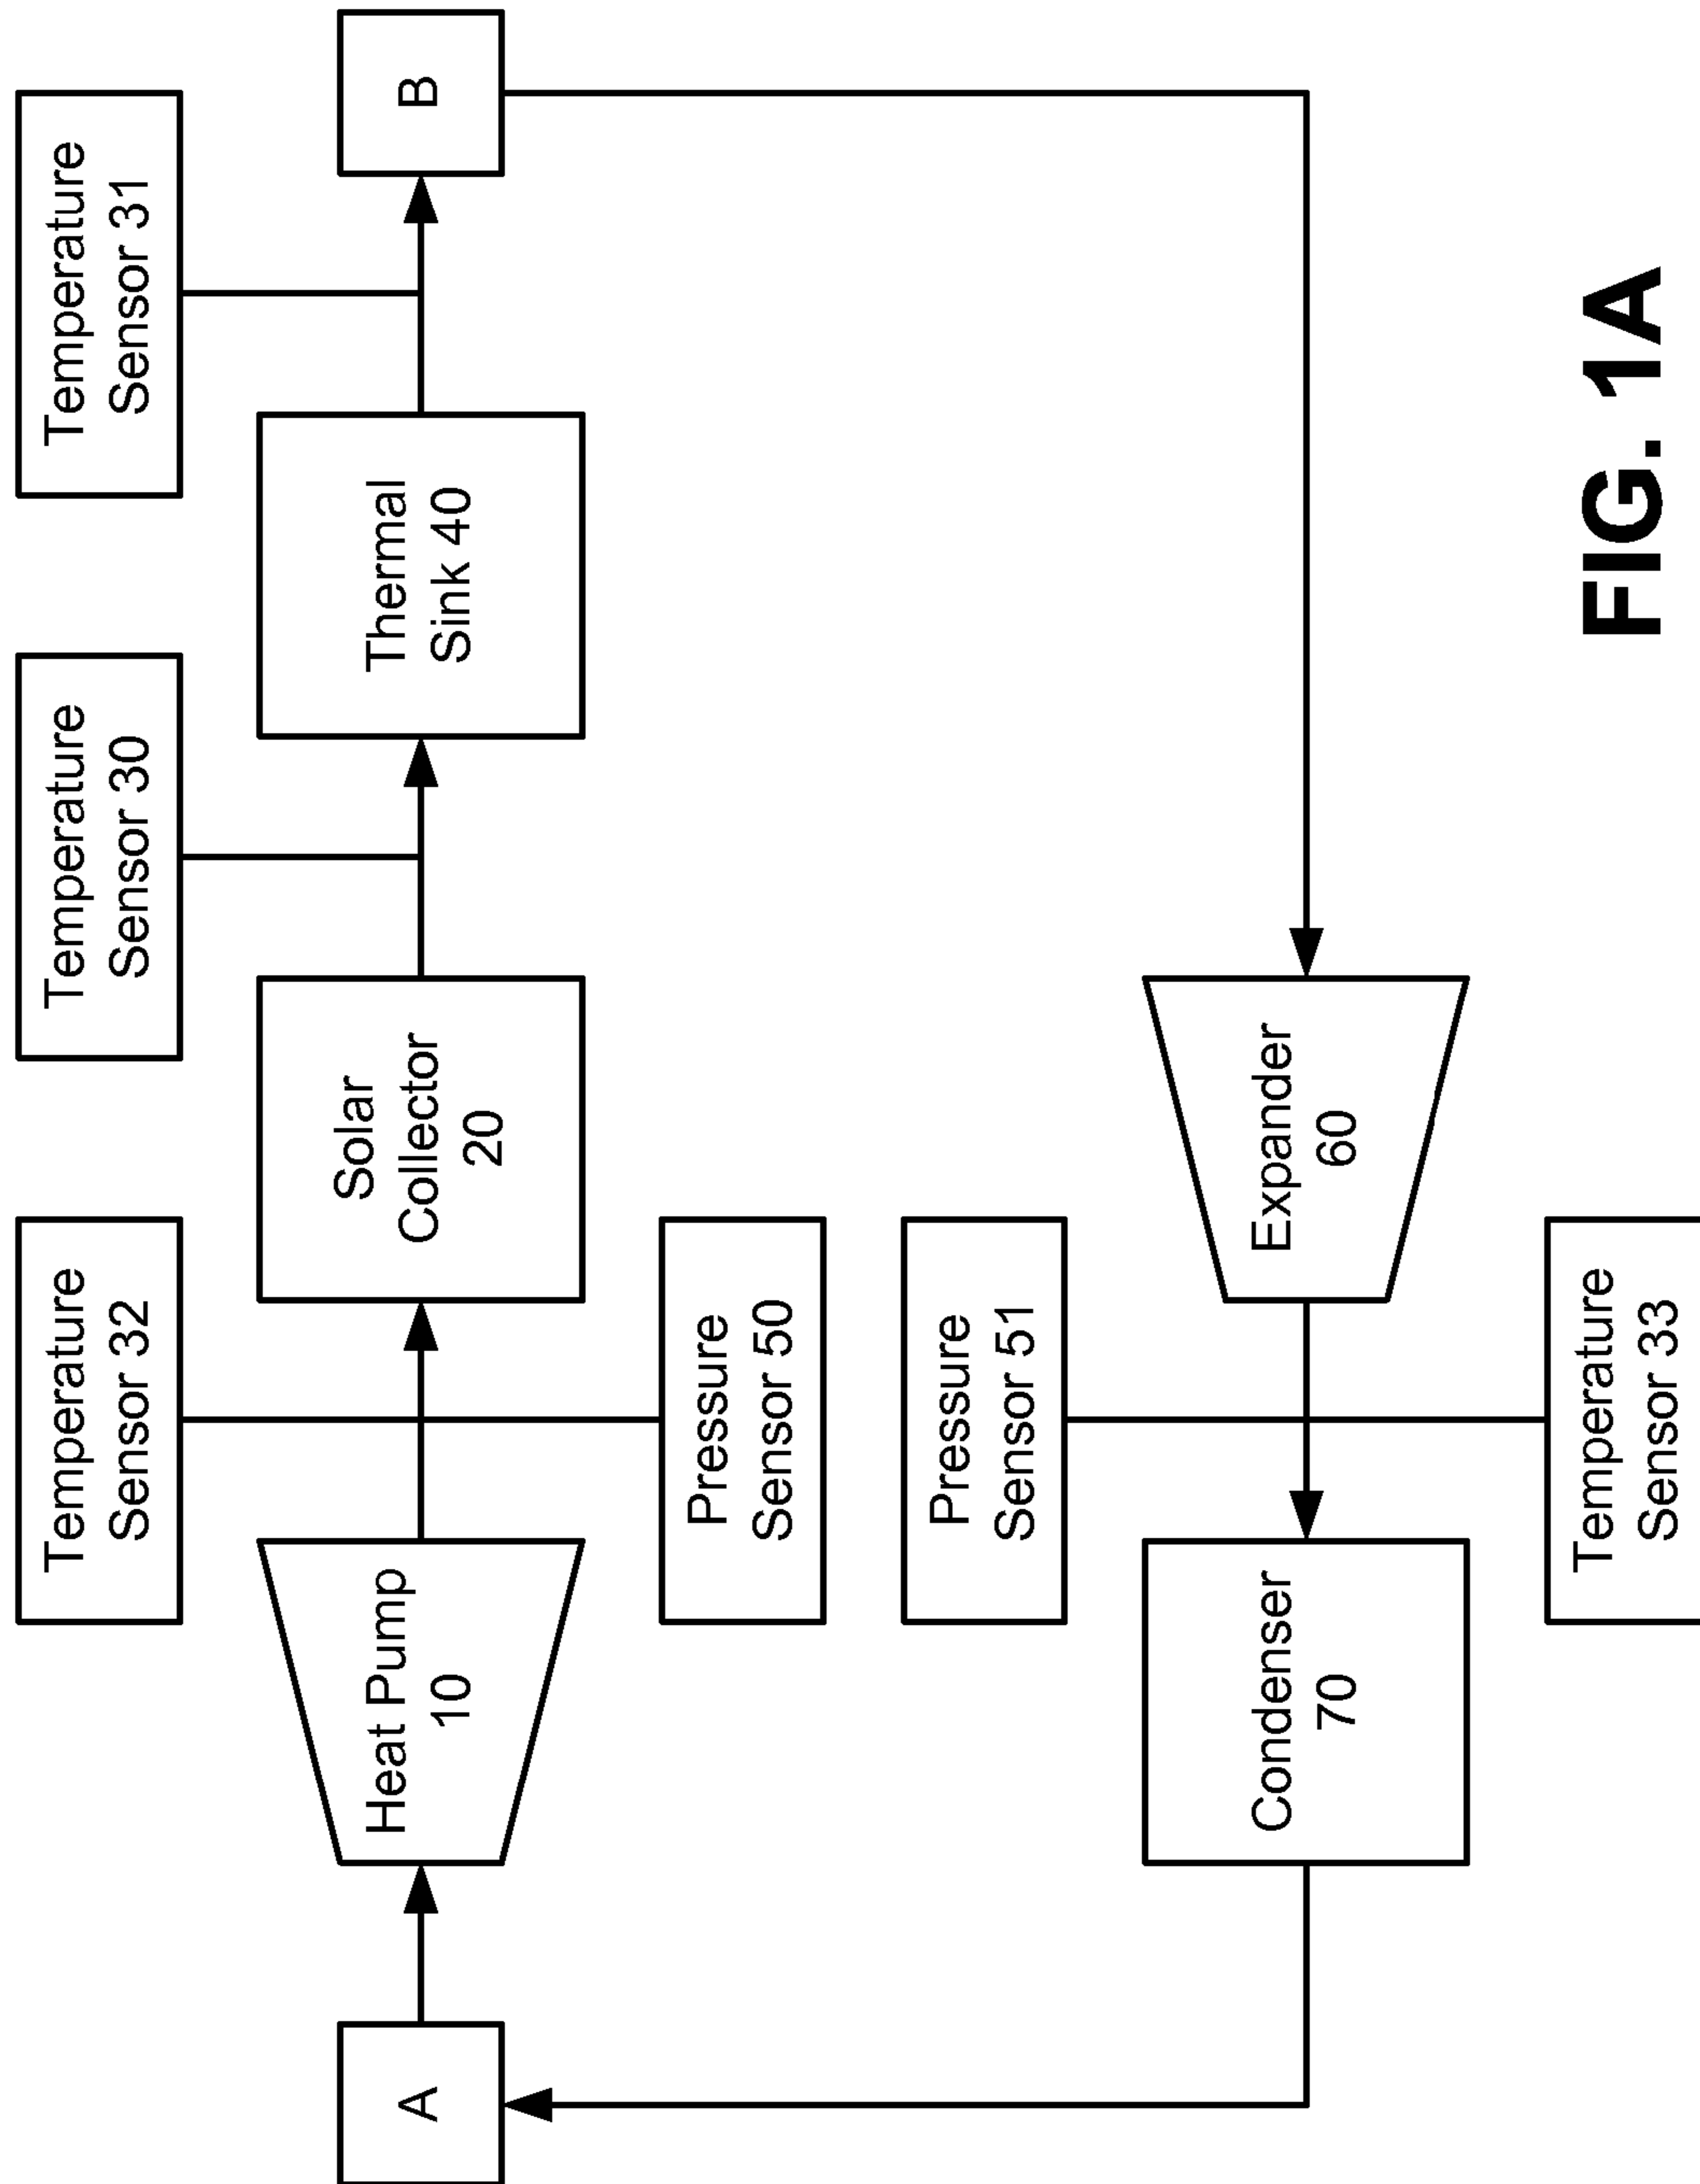 Temperature
Sensor 32
Temperature
Sensor 30
Temperature
Sensor 31
A
Heat Pump
10
Solar
Collector
20
Thermal
Sink 40
B
Pressure
Sensor 50
Pressure
Sensor 51
Condenser
70
Expander
60
Temperature
Sensor 33
FIG. 1A